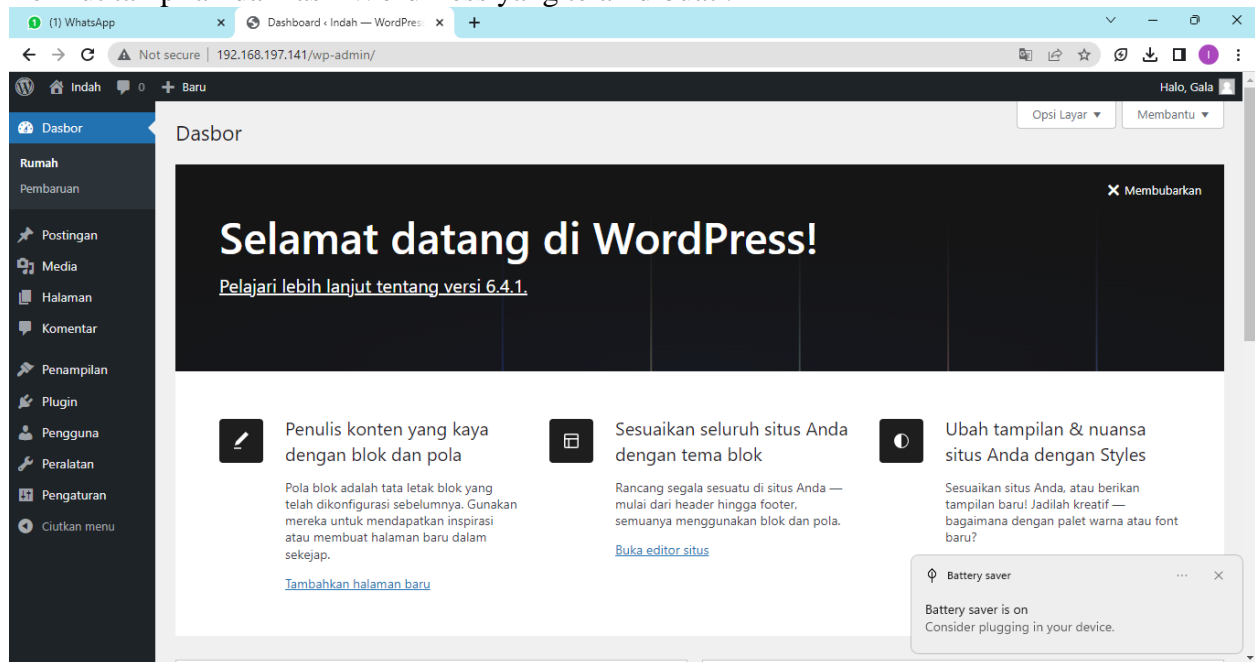 (1) WhatsApp
Dashboard ‹ Indah — WordPres
Not secure | 192.168.197.141/wp-admin/
Indah 0 + Baru
Halo, Gala
Dasbor
Rumah
Pembaruan
Postingan
Media
Halaman
Komentar
Penampilan
Plugin
Pengguna
Peralatan
Pengaturan
Ciutkan menu
Opsi Layar ▼
Membantu ▼
Dasbor
Membubarkan
Selamat datang di WordPress!
Pelajari lebih lanjut tentang versi 6.4.1.
Penulis konten yang kaya
dengan blok dan pola
Pola blok adalah tata letak blok yang
telah dikonfigurasi sebelumnya. Gunakan
mereka untuk mendapatkan inspirasi
atau membuat halaman baru dalam
sekejap.
Tambahkan halaman baru
Sesuaikan seluruh situs Anda
dengan tema blok
Rancang segala sesuatu di situs Anda —
mulai dari header hingga footer,
semuanya menggunakan blok dan pola.
Buka editor situs
Ubah tampilan & nuansa
situs Anda dengan Styles
Sesuaikan situs Anda, atau berikan
tampilan baru! Jadilah kreatif —
bagaimana dengan palet warna atau font
baru?
Battery saver
Battery saver is on
Consider plugging in your device.